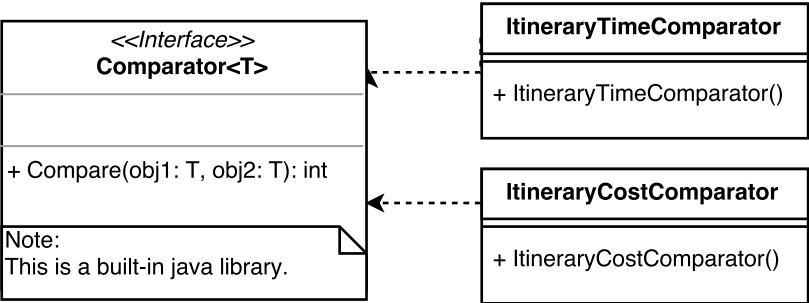 <<Interface>>
Comparator<T>
+ Compare(obj1: T, obj2: T): int
Note:
This is a built-in java library.
ItineraryTimeComparator
+ ItineraryTimeComparator()
ItineraryCostComparator
+ ItineraryCostComparator()